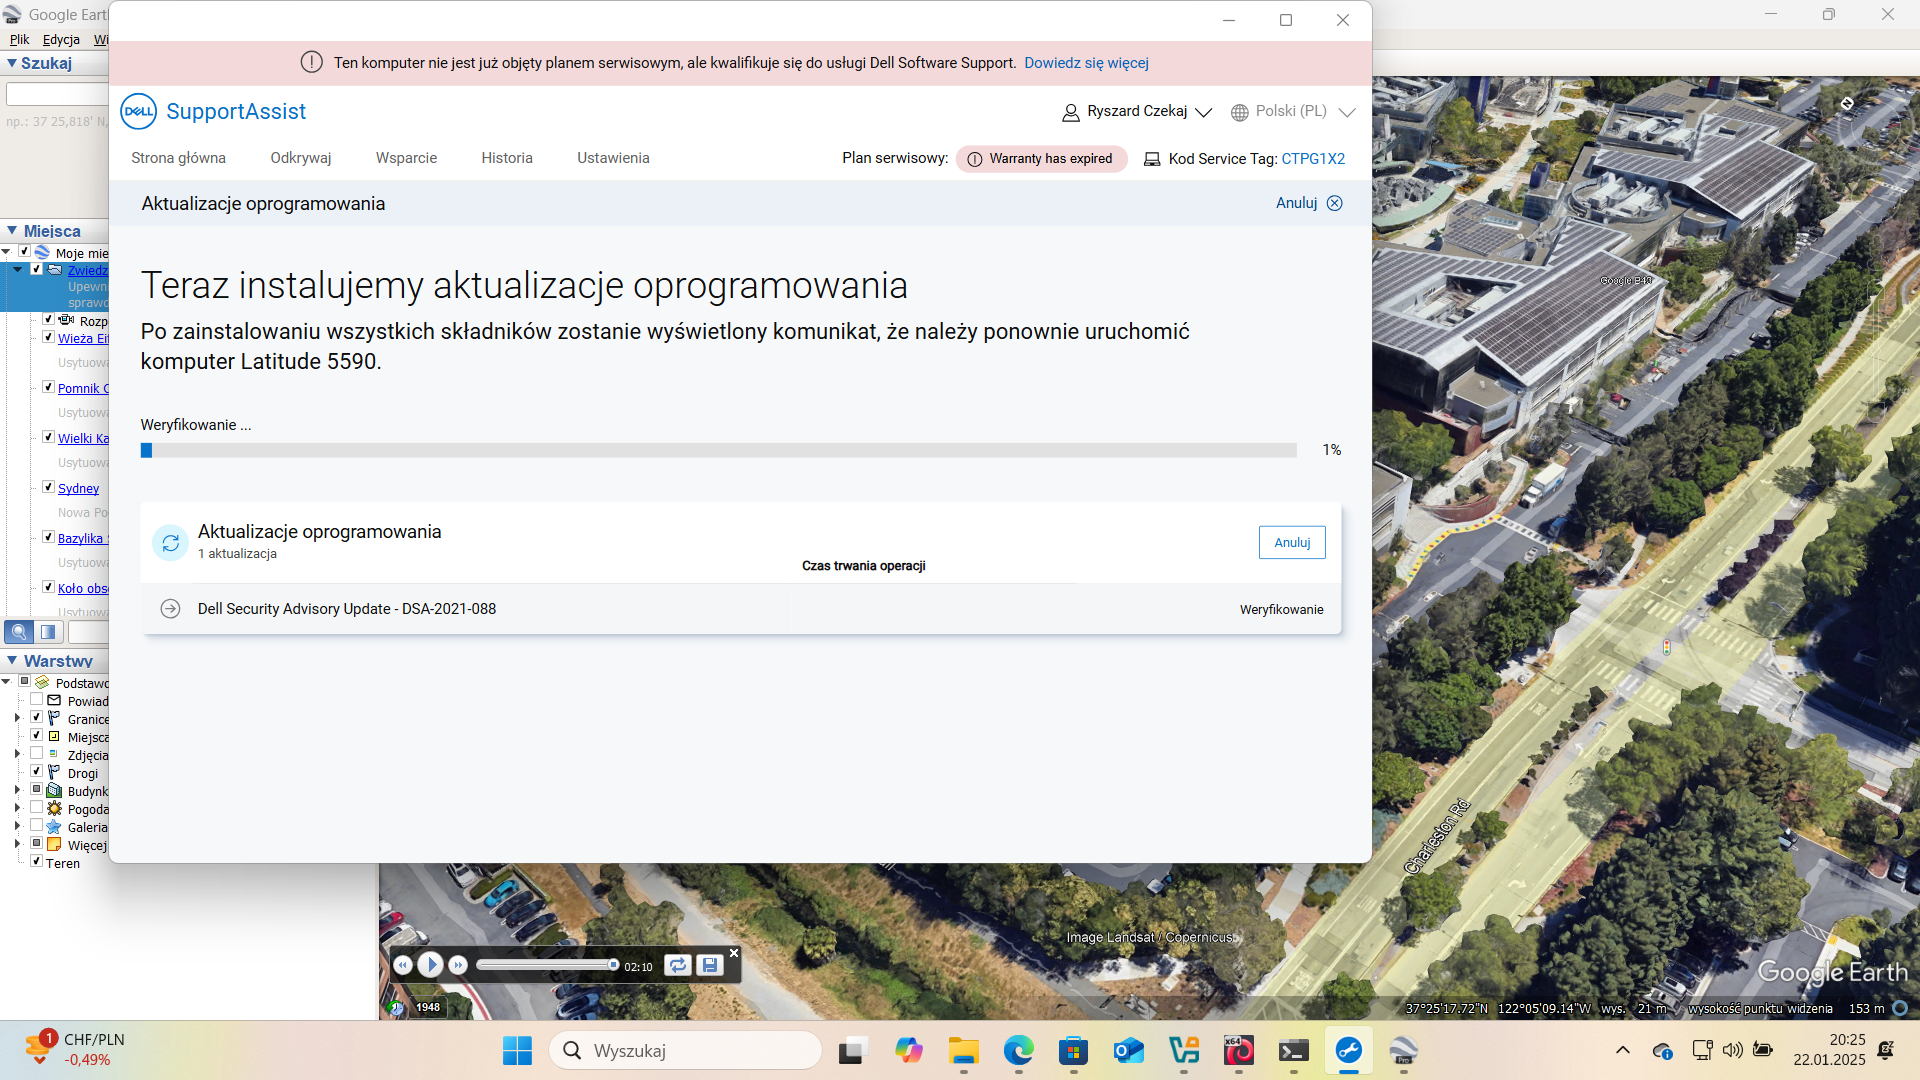 Google Eart
Plik Edycja Wi
Szukaj
np.: 37 25,818' N,
Miejsca
Moje mie
Zwiedz
Upewni
sprawd
Rozp
Wieża Eif
Usytuowa
Pomnik G
Usytuowa
Wielki Ka
Usytuowa
Sydney
Nowa Po
Bazylika
Usytuowa
Koło obse
Usytuowa
Warstwy
Podstawo
Powiad
Granice
Miejsca
Zdjęcia
Drogi
Budynk
Pogoda
Galeria
Więcej
Teren
Ten komputer nie jest już objęty planem serwisowym, ale kwalifikuje się do usługi Dell Software Support. Dowiedz się więcej
DELL SupportAssist
Ryszard Czekaj
Polski (PL)
Strona główna Odkrywaj Wsparcie Historia Ustawienia
Plan serwisowy: Warranty has expired Kod Service Tag: CTPG1X2
Aktualizacje oprogramowania
Anuluj
Teraz instalujemy aktualizacje oprogramowania
Po zainstalowaniu wszystkich składników zostanie wyświetlony komunikat, że należy ponownie uruchomić
komputer Latitude 5590.
Weryfikowanie ...
1%
Aktualizacje oprogramowania
1 aktualizacja
Anuluj
Czas trwania operacji
Dell Security Advisory Update - DSA-2021-088
Weryfikowanie
Google B43
Charleston Rd
Image Landsat / Copernicus
02:10
1948
Google Earth
37°25'17.72"N 122°05'09.14"W wys. 21 m wysokość punktu widzenia 153 m
1
CHF/PLN
-0,49%
Wyszukaj
x64
Pro
20:25
22.01.2025